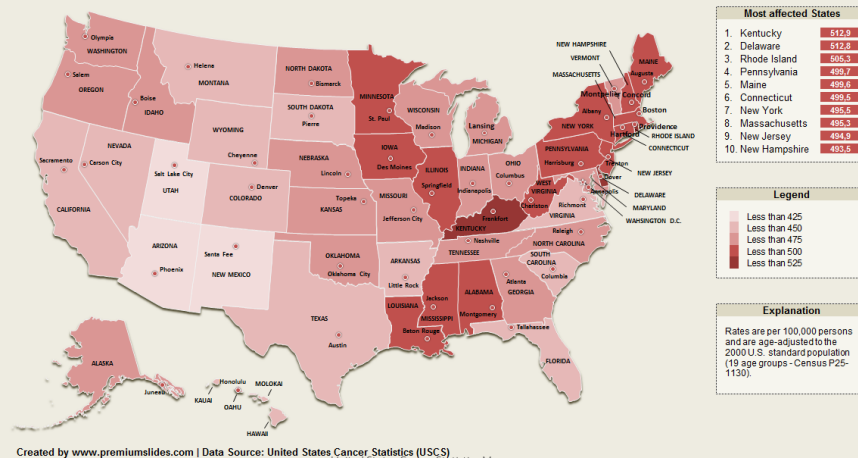 Most affected States
1. Kentucky 512,9
2. Delaware 512,8
3. Rhode Island 505,3
4. Pennsylvania 499,7
5. Maine 499,6
6. Connecticut 499,5
7. New York 495,5
8. Massachusetts 495,3
9. New Jersey 494,9
10. New Hampshire 493,5
Legend
Less than 425
Less than 450
Less than 475
Less than 500
Less than 525
Explanation
Rates are per 100,000 persons
and are age-adjusted to the
2000 U.S. standard population
(19 age groups - Census P25-
1130).
Olympia
WASHINGTON
Salem
OREGON
Boise
IDAHO
Helena
MONTANA
NORTH DAKOTA
Bismarck
SOUTH DAKOTA
Pierre
MINNESOTA
St. Paul
WISCONSIN
Madison
Lansing
MICHIGAN
NEW HAMPSHIRE
VERMONT
MASSACHUSETTS
MAINE
Augusta
Montpelier
Concord
Albany
NEW YORK
Boston
Providence
Hartford
RHODE ISLAND
CONNECTICUT
WYOMING
Cheyenne
NEVADA
Carson City
Sacramento
CALIFORNIA
Salt Lake City
UTAH
Denver
COLORADO
NEBRASKA
Lincoln
Topeka
KANSAS
IOWA
Des Moines
MISSOURI
Jefferson City
ILLINOIS
Springfield
INDIANA
Indianapolis
OHIO
Columbus
PENNSYLVANIA
Harrisburg
Trenton
NEW JERSEY
Dover
DELAWARE
Annapolis
MARYLAND
WAHSINGTON D.C.
WEST
VIRGINIA
Charleston
Richmond
VIRGINIA
Frankfort
KENTUCKY
Nashville
TENNESSEE
Raleigh
NORTH CAROLINA
SOUTH
CAROLINA
Columbia
Atlanta
GEORGIA
ALABAMA
Montgomery
Jackson
MISSISSIPPI
LOUISIANA
Baton Rouge
ARKANSAS
Little Rock
OKLAHOMA
Oklahoma City
ARIZONA
Phoenix
Santa Fee
NEW MEXICO
TEXAS
Austin
Tallahassee
FLORIDA
ALASKA
Juneau
Honolulu
KAUAI
OAHU
MOLOKAI
HAWAII
Created by www.premiumslides.com | Data Source: United States Cancer Statistics (USCS)